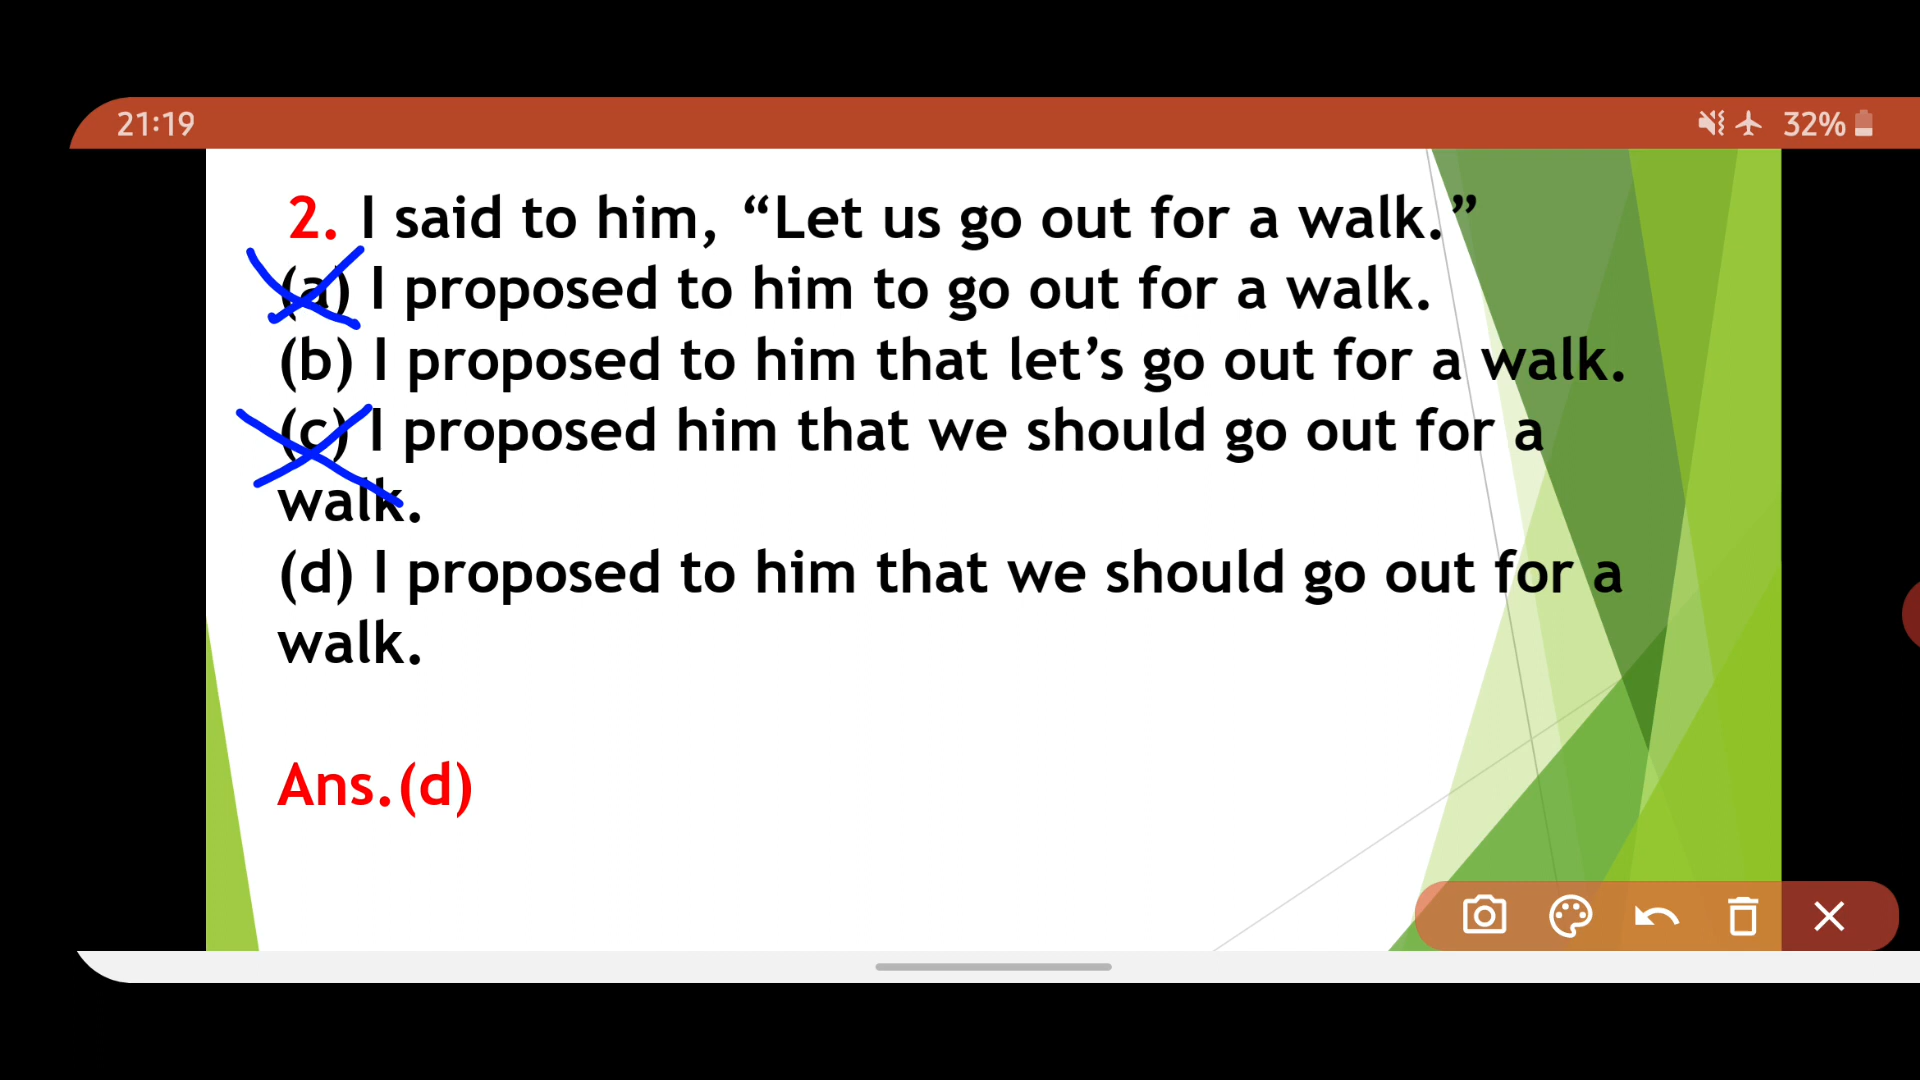 21:19
32%
2. I said to him, “Let us go out for a walk.”
(a) I proposed to him to go out for a walk.
(b) I proposed to him that let’s go out for a walk.
(c) I proposed him that we should go out for a
walk.
(d) I proposed to him that we should go out for a
walk.
Ans.(d)